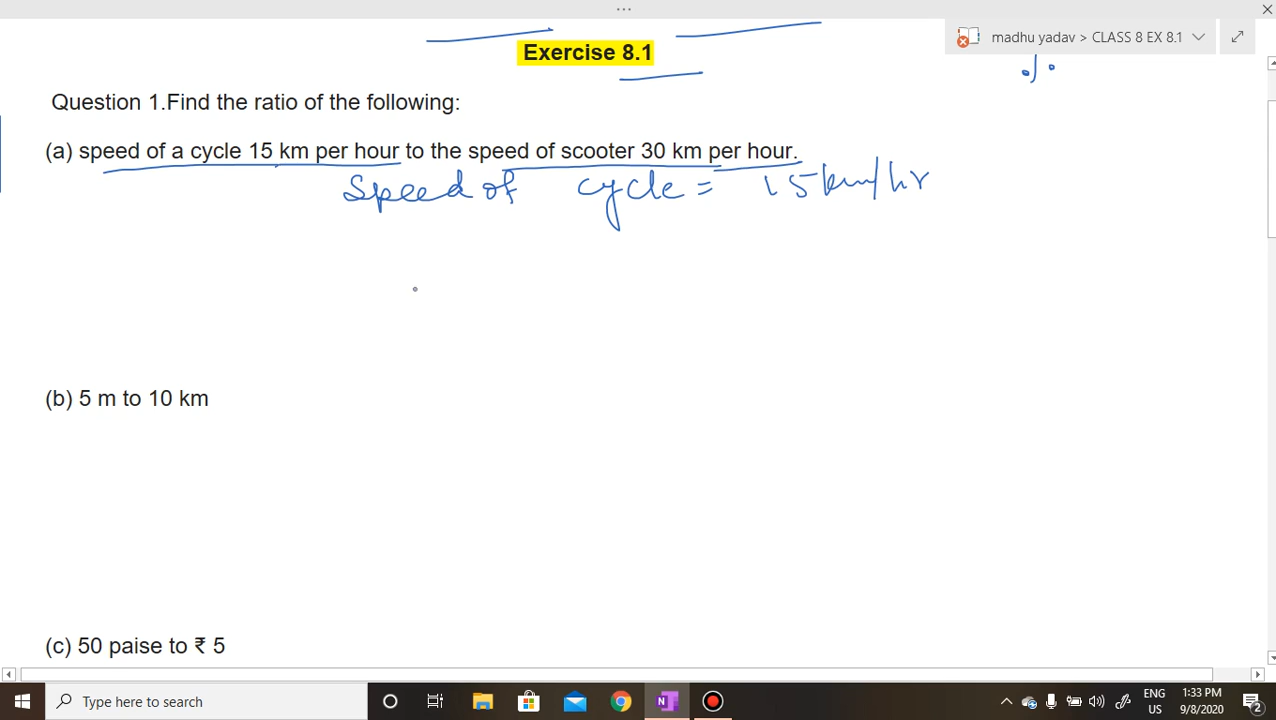 madhu yadav > CLASS 8 EX 8.1
Exercise 8.1
Question 1.Find the ratio of the following:
(a) speed of a cycle 15 km per hour to the speed of scooter 30 km per hour.
Speed of cycle = 15 km/hr
(b) 5 m to 10 km
(c) 50 paise to ₹ 5
Type here to search
ENG
US
1:33 PM
9/8/2020
2